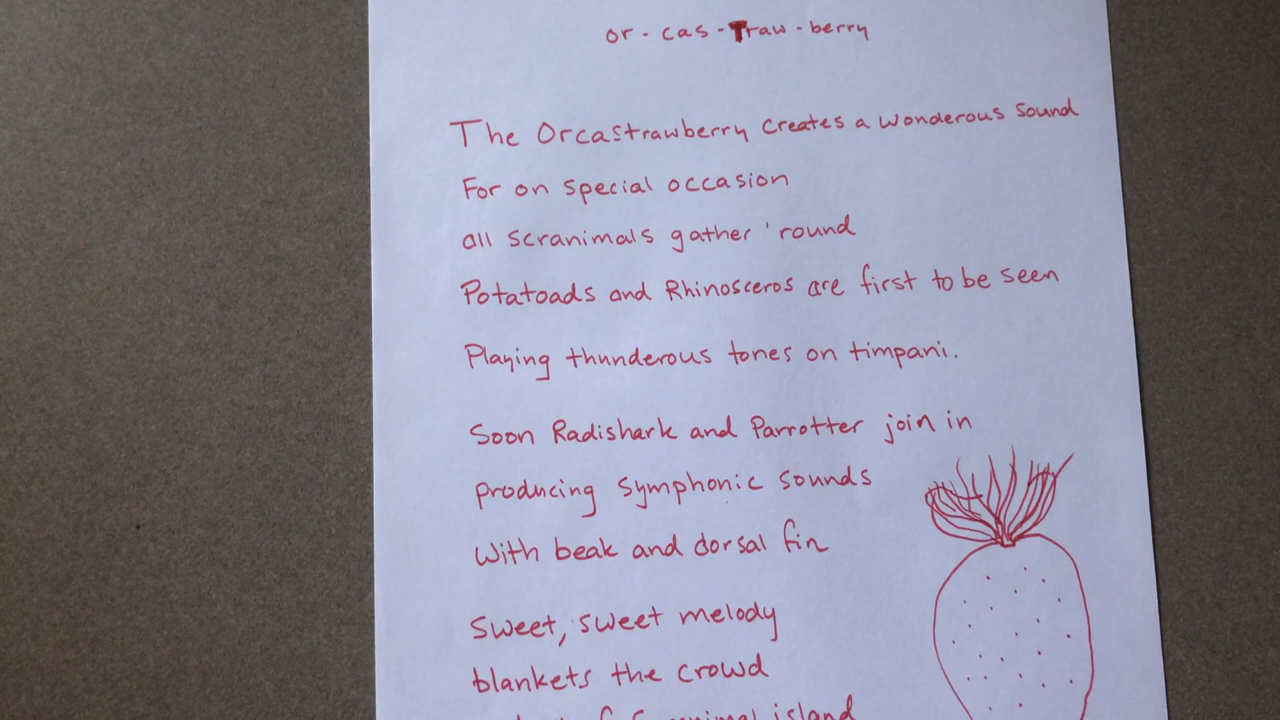 or - cas - Traw - berry
The Orcastrawberry creates a wonderous sound
For on special occasion
all scranimals gather 'round
Potatoads and Rhinosceros are first to be seen
Playing thunderous tones on timpani.
Soon Radishark and Parrotter join in
producing symphonic sounds
With beak and dorsal fin
Sweet, sweet melody
blankets the crowd
island